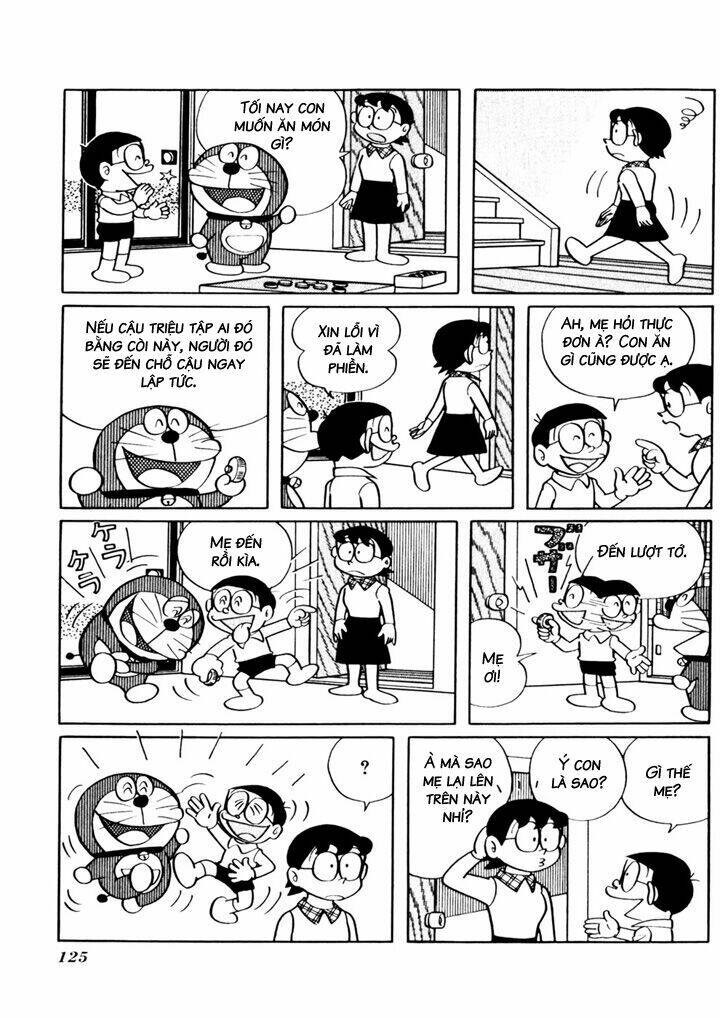 TỐI NAY CON
MUỐN ĂN MÓN
GÌ?
NẾU CẬU TRIỆU TẬP AI ĐÓ
BẰNG CÒI NÀY, NGƯỜI ĐÓ
SẼ ĐẾN CHỖ CẬU NGAY
LẬP TỨC.
XIN LỖI VÌ
ĐÃ LÀM
PHIỀN.
AH, MẸ HỎI THỰC
ĐƠN À? CON ĂN
GÌ CŨNG ĐƯỢC Ạ.
ケラ
ケラ
MẸ ĐẾN
RỒI KÌA.
ブザー
ĐẾN LƯỢT TỚ.
MẸ
ƠI!
?
À MÀ SAO
MẸ LẠI LÊN
TRÊN NÀY
NHỈ?
Ý CON
LÀ SAO?
GÌ THẾ
MẸ?
125